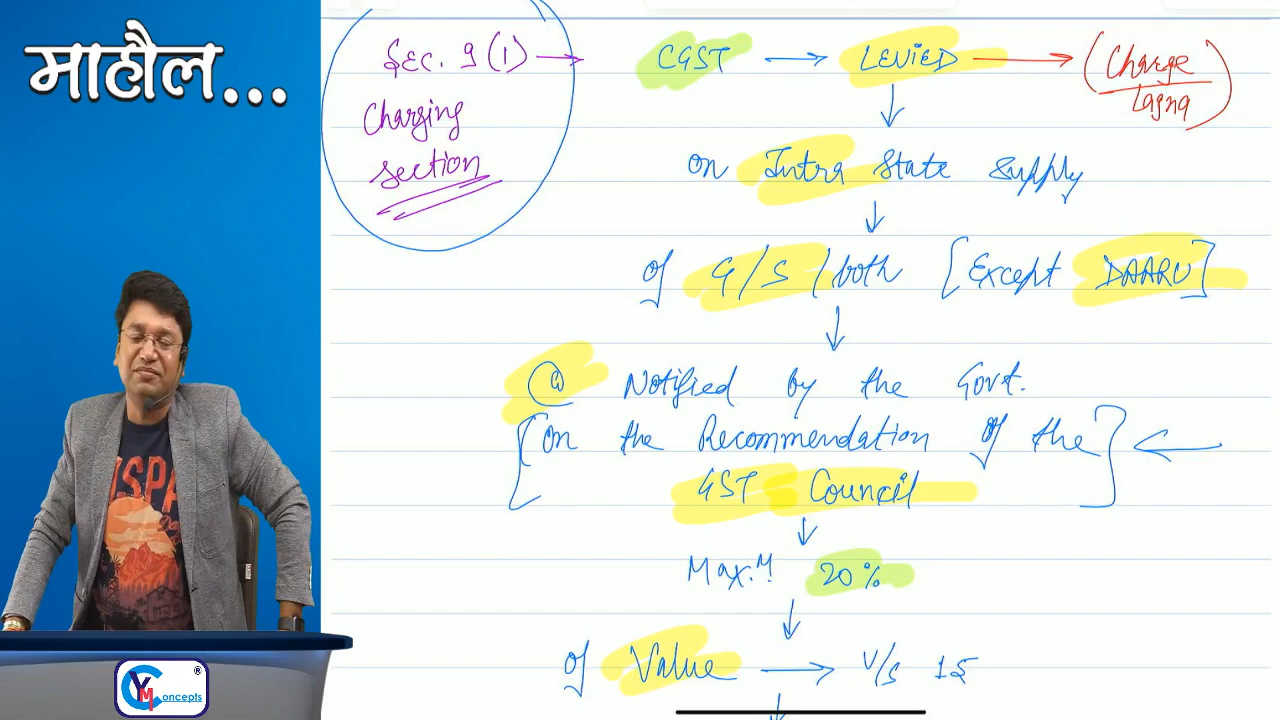 माहौल...
Sec. 9(1) → CGST → LEVIED → (Charge / lagna)
Charging
section
on Intra State supply
of G/S/both [Except DAARU]
@ Notified by the Govt.
[on the Recommendation of the
GST Council]
Max.m 20%
of Value → V/S 15
CYM Concepts ®